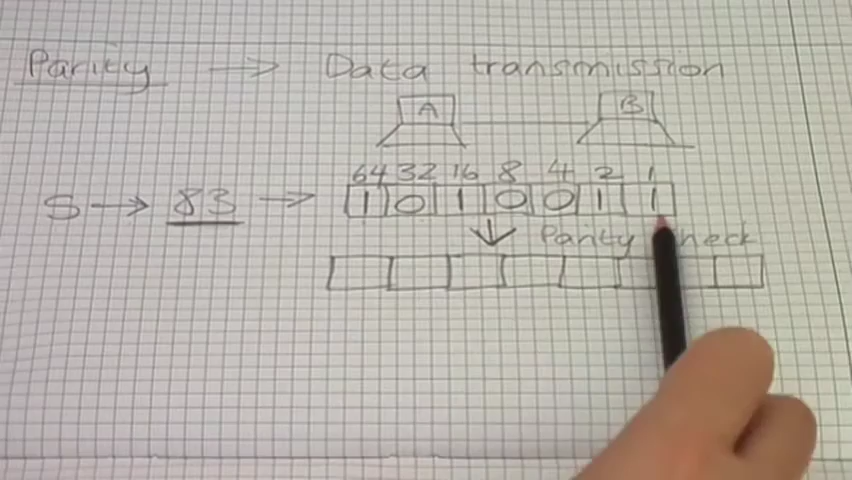 Parity → Data transmission
A B
64 32 16 8 4 2 1
S → 83 → 1 0 1 0 0 1 1
↓ Parity Check